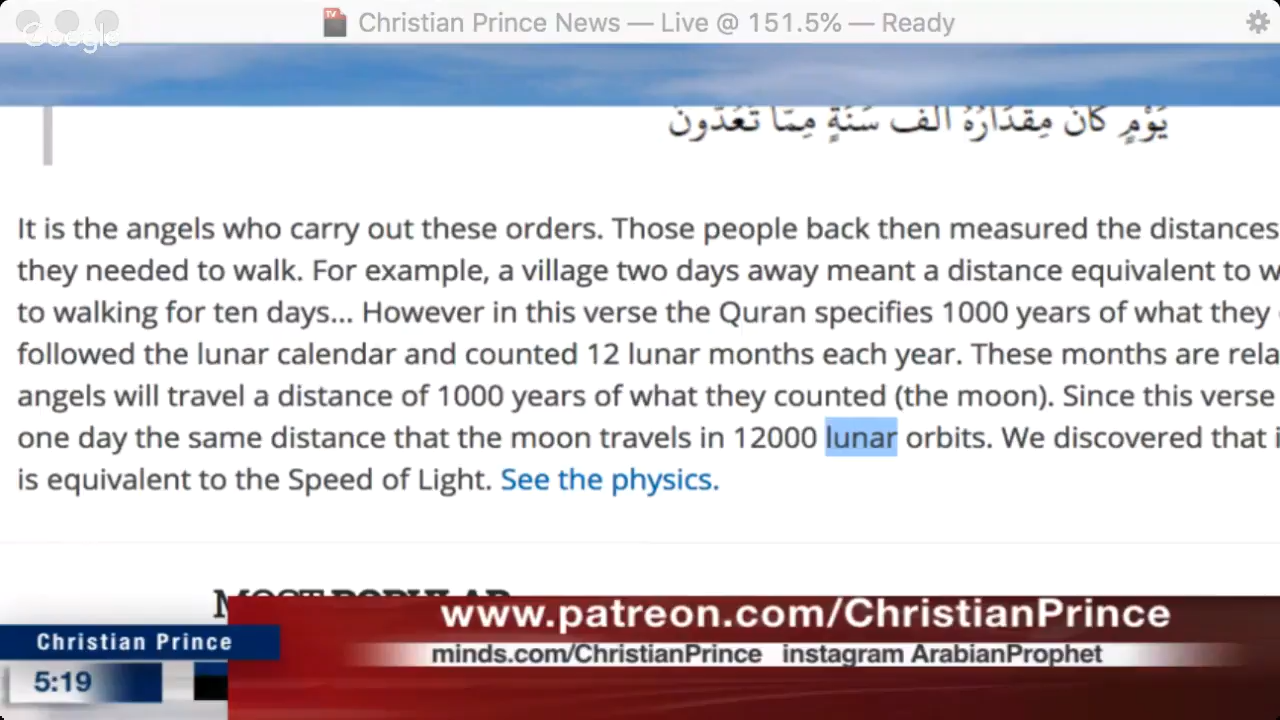 Christian Prince News — Live @ 151.5% — Ready
Google
TV
يَوْمٍ كَانَ مِقْدَارُهُ أَلْفَ سَنَةٍ مِمَّا تَعُدُّونَ
It is the angels who carry out these orders. Those people back then measured the distances
they needed to walk. For example, a village two days away meant a distance equivalent to w
to walking for ten days... However in this verse the Quran specifies 1000 years of what they
followed the lunar calendar and counted 12 lunar months each year. These months are rela
angels will travel a distance of 1000 years of what they counted (the moon). Since this verse
one day the same distance that the moon travels in 12000 lunar orbits. We discovered that i
is equivalent to the Speed of Light. See the physics.
MOST POPULAR
www.patreon.com/ChristianPrince
Christian Prince
minds.com/ChristianPrince instagram ArabianProphet
5:19